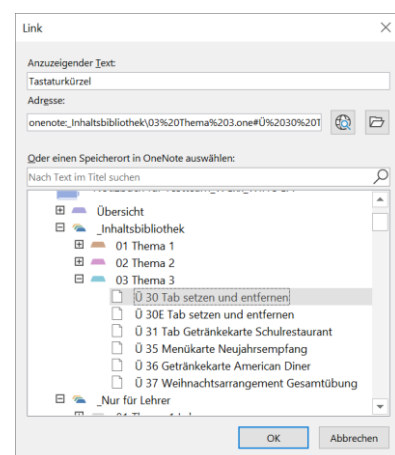 Link
Anzuzeigender Text:
Tastaturkürzel
Adresse:
onenote:_Inhaltsbibliothek\03%20Thema%203.one#Ü%2030%20T
Oder einen Speicherort in OneNote auswählen:
Nach Text im Titel suchen
Übersicht
_Inhaltsbibliothek
01 Thema 1
02 Thema 2
03 Thema 3
Ü 30 Tab setzen und entfernen
Ü 30E Tab setzen und entfernen
Ü 31 Tab Getränkekarte Schulrestaurant
Ü 35 Menükarte Neujahrsempfang
Ü 36 Getränkekarte American Diner
Ü 37 Weihnachtsarrangement Gesamtübung
_Nur für Lehrer
OK Abbrechen